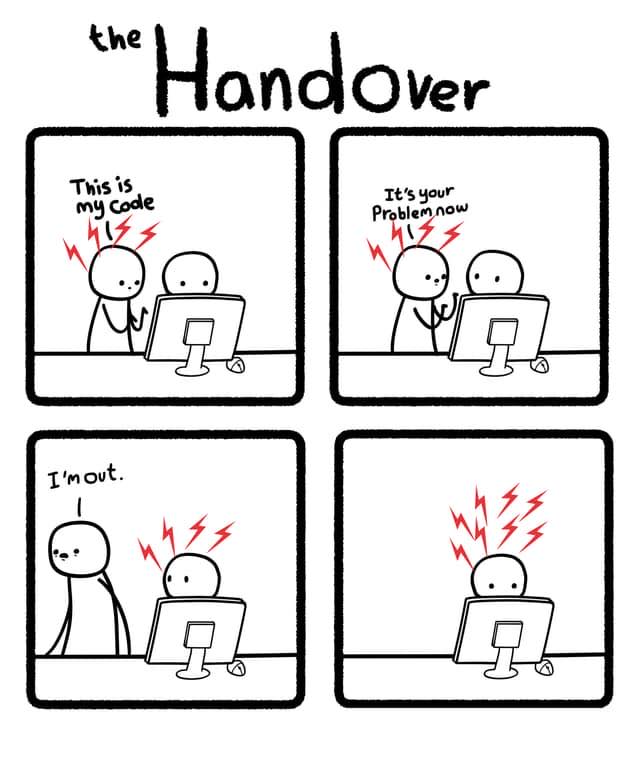 the
Handover
This is
my code
It's your
Problem now
I'm out.